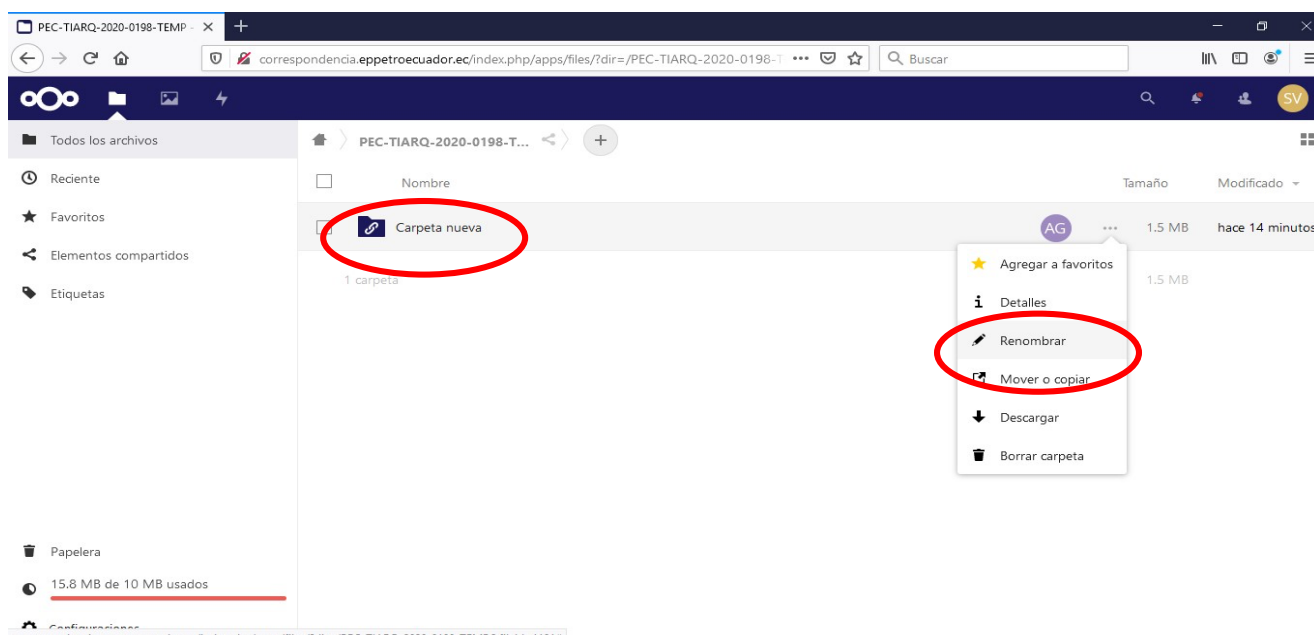 PEC-TIARQ-2020-0198-TEMP -
correspondencia.eppetroecuador.ec/index.php/apps/files/?dir=/PEC-TIARQ-2020-0198-T
Buscar
SV
Todos los archivos
PEC-TIARQ-2020-0198-T...
Reciente
Nombre Tamaño Modificado
Favoritos
Carpeta nueva AG ... 1.5 MB hace 14 minutos
Elementos compartidos
Agregar a favoritos
1 carpeta 1.5 MB
Etiquetas
Detalles
Renombrar
Mover o copiar
Descargar
Borrar carpeta
Papelera
15.8 MB de 10 MB usados
Configuraciones